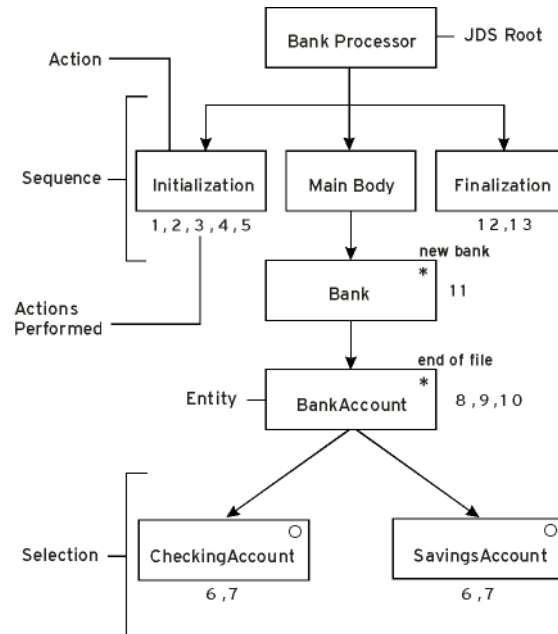 Bank Processor
JDS Root
Action
Sequence
Initialization
Main Body
Finalization
1,2,3,4,5
12,13
new bank
*
Bank
11
Actions
Performed
end of file
*
Entity
BankAccount
8,9,10
Selection
CheckingAccount
SavingsAccount
6,7
6,7